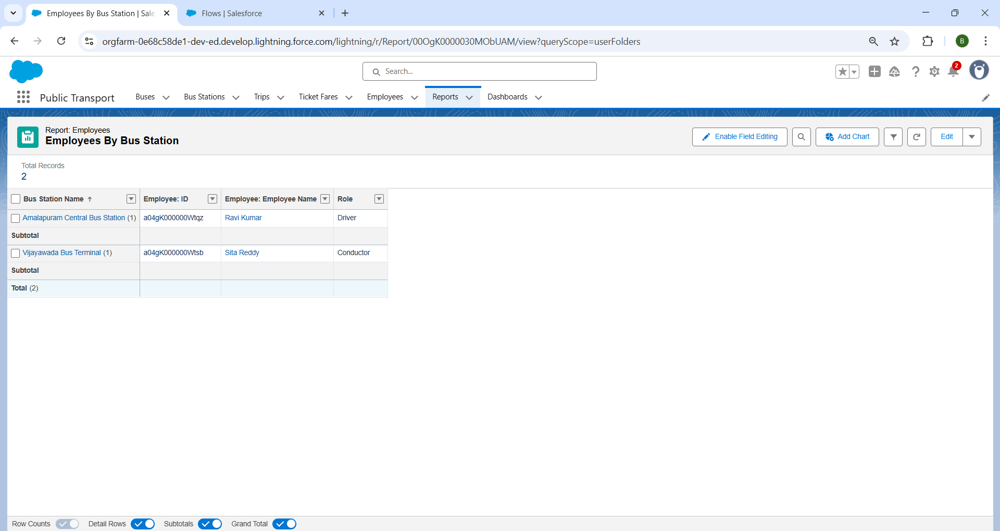 Employees By Bus Station | Sale
Flows | Salesforce
orgfarm-0e68c58de1-dev-ed.develop.lightning.force.com/lightning/r/Report/00OgK0000030MObUAM/view?queryScope=userFolders
B
Search...
2
Public Transport
Buses
Bus Stations
Trips
Ticket Fares
Employees
Reports
Dashboards
Report: Employees
Employees By Bus Station
Enable Field Editing
Add Chart
Edit
Total Records
2
Bus Station Name Employee: ID Employee: Employee Name Role
Amalapuram Central Bus Station (1) a04gK000000Wtqz Ravi Kumar Driver
Subtotal
Vijayawada Bus Terminal (1) a04gK000000Wtsb Sita Reddy Conductor
Subtotal
Total (2)
Row Counts Detail Rows Subtotals Grand Total